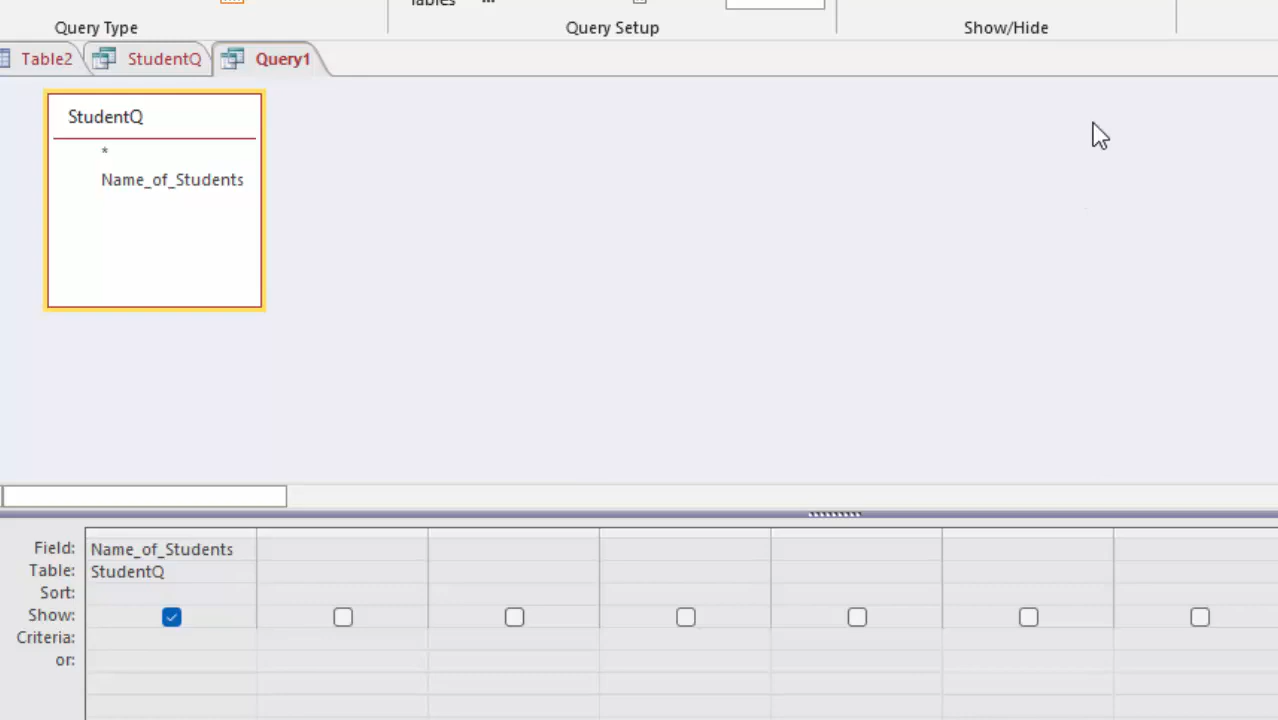 Tables
Query Type
Query Setup
Show/Hide
Table2
StudentQ
Query1
StudentQ
*
Name_of_Students
Field: Name_of_Students
Table: StudentQ
Sort:
Show:
Criteria:
or: